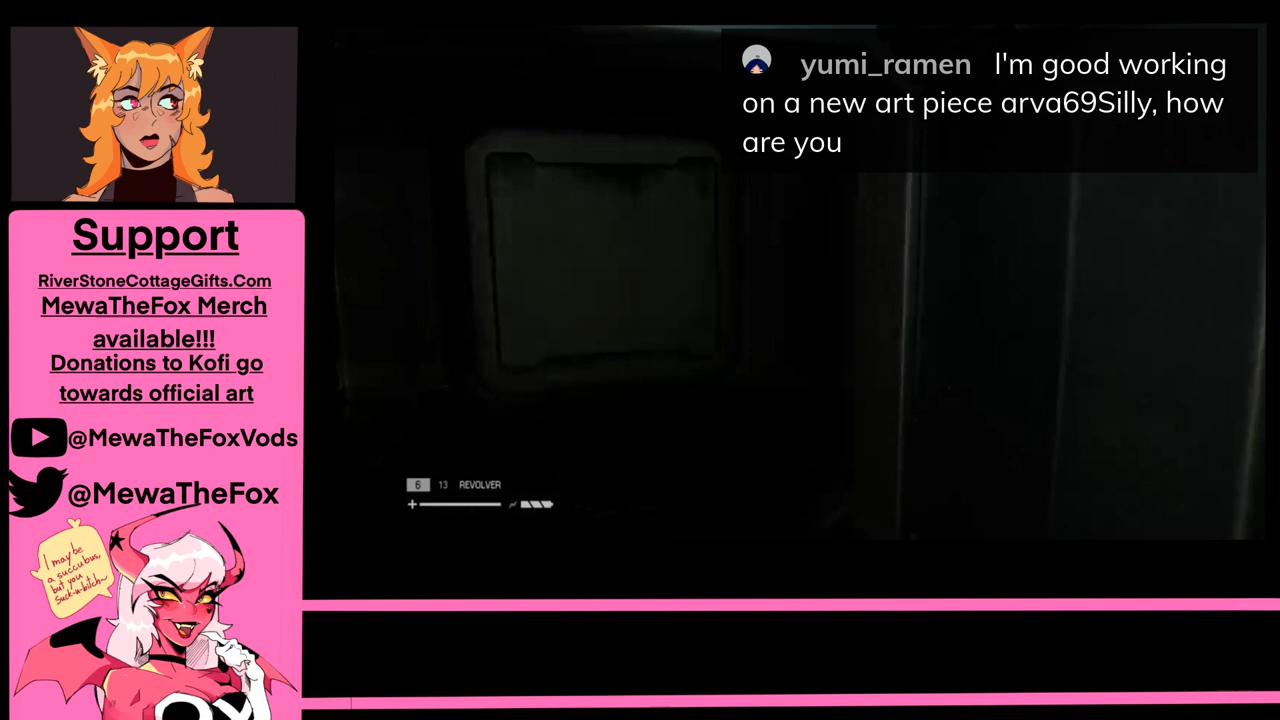 yumi_ramen I'm good working
on a new art piece arva69Silly, how
are you
Support
RiverStoneCottageGifts.Com
MewaTheFox Merch
available!!!
Donations to Kofi go
towards official art
@MewaTheFoxVods
@MewaTheFox
I may be
a succubus,
but you
suck-a-bitch~
6 13 REVOLVER